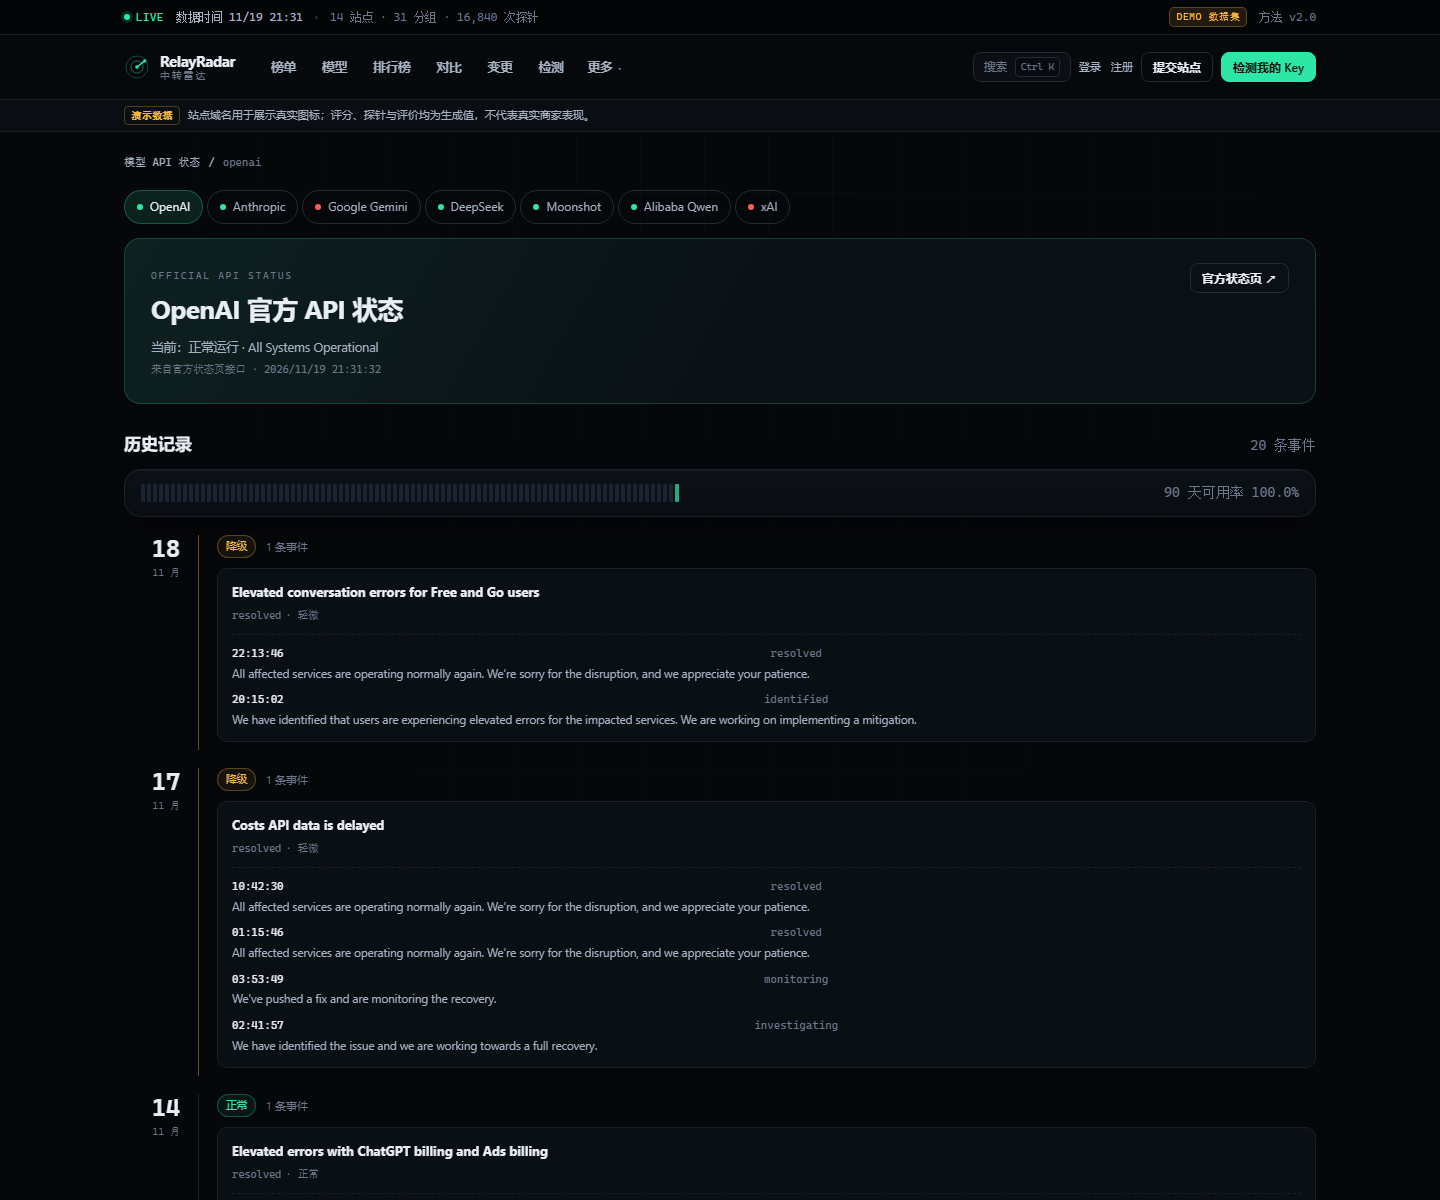 LIVE 数据时间 11/19 21:31 · 14 站点 · 31 分组 · 16,840 次探针
DEMO 数据集 方法 v2.0
RelayRadar
中转雷达
榜单 模型 排行榜 对比 变更 检测 更多
搜索 Ctrl K 登录 注册 提交站点 检测我的 Key
演示数据 站点域名用于展示真实图标；评分、探针与评价均为生成值，不代表真实商家表现。
模型 API 状态 / openai
OpenAI Anthropic Google Gemini DeepSeek Moonshot Alibaba Qwen xAI
OFFICIAL API STATUS
官方状态页 ↗
OpenAI 官方 API 状态
当前：正常运行 · All Systems Operational
来自官方状态页接口 · 2026/11/19 21:31:32
历史记录
20 条事件
90 天可用率 100.0%
18
11 月
降级 1 条事件
Elevated conversation errors for Free and Go users
resolved · 轻微
22:13:46 resolved
All affected services are operating normally again. We’re sorry for the disruption, and we appreciate your patience.
20:15:02 identified
We have identified that users are experiencing elevated errors for the impacted services. We are working on implementing a mitigation.
17
11 月
降级 1 条事件
Costs API data is delayed
resolved · 轻微
10:42:30 resolved
All affected services are operating normally again. We’re sorry for the disruption, and we appreciate your patience.
01:15:46 resolved
All affected services are operating normally again. We’re sorry for the disruption, and we appreciate your patience.
03:53:49 monitoring
We've pushed a fix and are monitoring the recovery.
02:41:57 investigating
We have identified the issue and we are working towards a full recovery.
14
11 月
正常 1 条事件
Elevated errors with ChatGPT billing and Ads billing
resolved · 正常